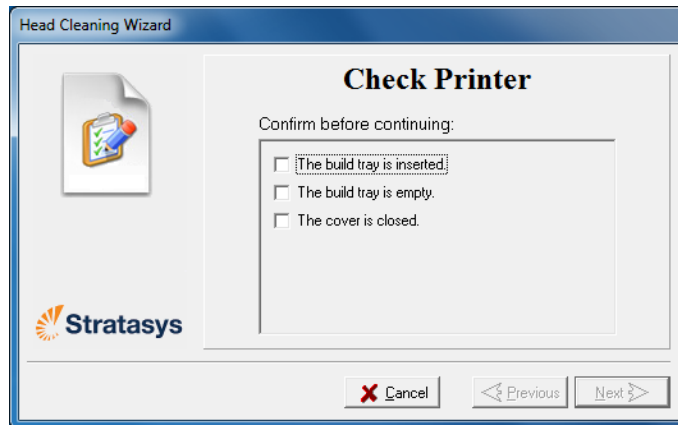 Head Cleaning Wizard
Check Printer
Confirm before continuing:
The build tray is inserted.
The build tray is empty.
The cover is closed.
Stratasys
Cancel
Previous
Next